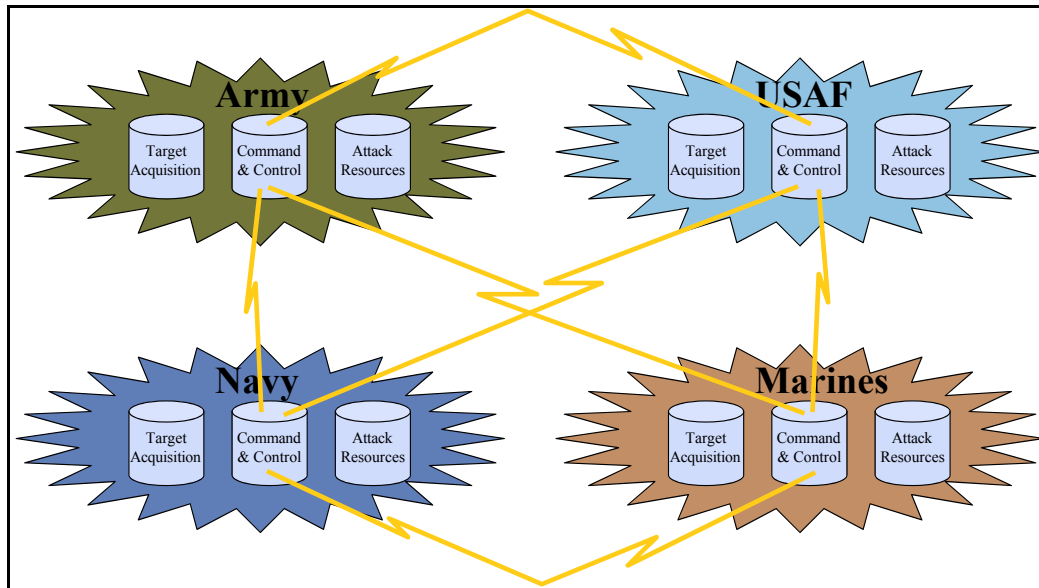 Army
Target
Acquisition
Command
& Control
Attack
Resources
USAF
Target
Acquisition
Command
& Control
Attack
Resources
Navy
Target
Acquisition
Command
& Control
Attack
Resources
Marines
Target
Acquisition
Command
& Control
Attack
Resources